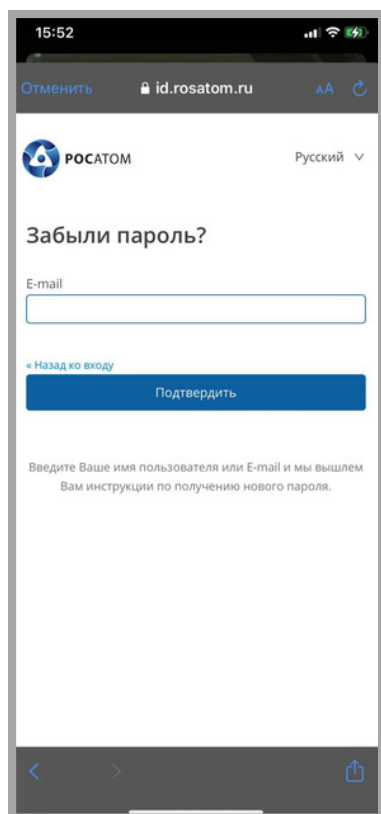 15:52
Отменить id.rosatom.ru AA
РОСАТОМ Русский
Забыли пароль?
E-mail
« Назад ко входу
Подтвердить
Введите Ваше имя пользователя или E-mail и мы вышлем
Вам инструкции по получению нового пароля.